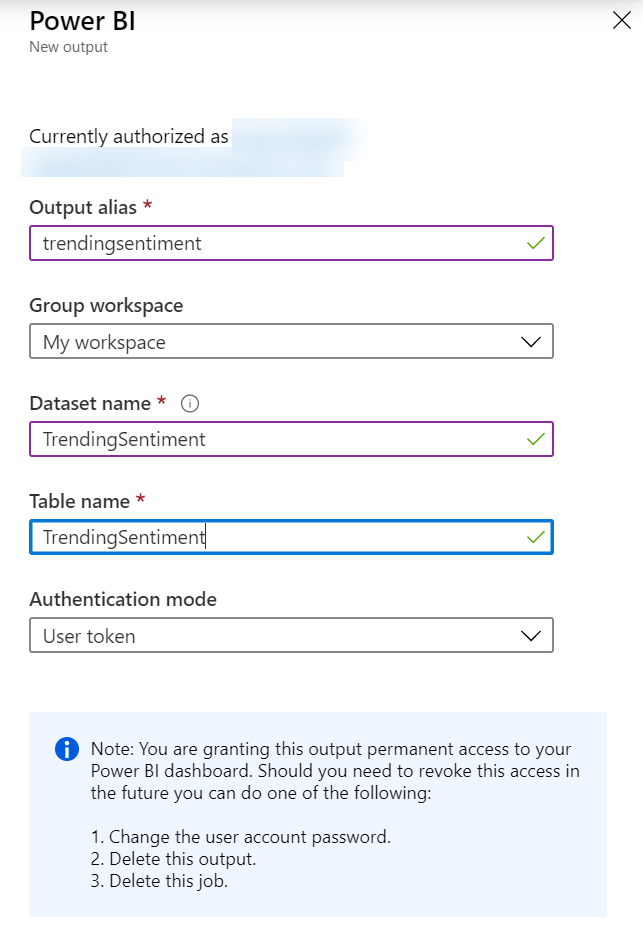 Power BI
New output
Currently authorized as
Output alias *
trendingsentiment
Group workspace
My workspace
Dataset name *
TrendingSentiment
Table name *
TrendingSentiment
Authentication mode
User token
Note: You are granting this output permanent access to your
Power BI dashboard. Should you need to revoke this access in
the future you can do one of the following:
1. Change the user account password.
2. Delete this output.
3. Delete this job.